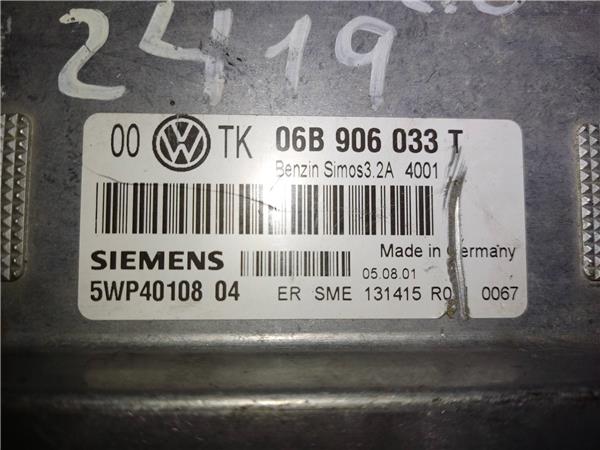 2419
00 TK 06B 906 033 T
Benzin Simos3.2A 4001
SIEMENS
Made in Germany
05.08.01
5WP40108 04
ER SME 131415 0067